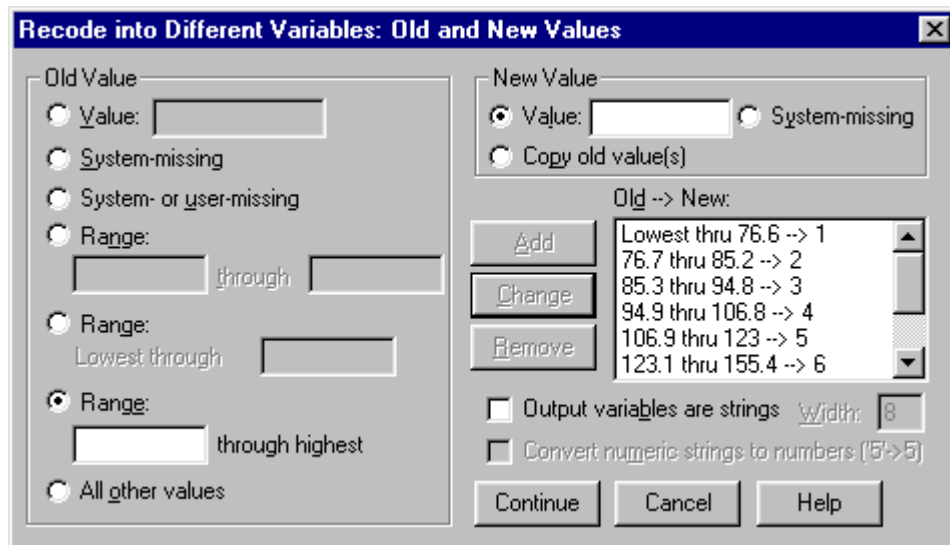 Recode into Different Variables: Old and New Values
Old Value
Value:
System-missing
System- or user-missing
Range:
through
Range:
Lowest through
Range:
through highest
All other values
New Value
Value:
System-missing
Copy old value(s)
Old --> New:
Add
Change
Remove
Lowest thru 76.6 --> 1
76.7 thru 85.2 --> 2
85.3 thru 94.8 --> 3
94.9 thru 106.8 --> 4
106.9 thru 123 --> 5
123.1 thru 155.4 --> 6
Output variables are strings Width: 8
Convert numeric strings to numbers ('5'->5)
Continue Cancel Help